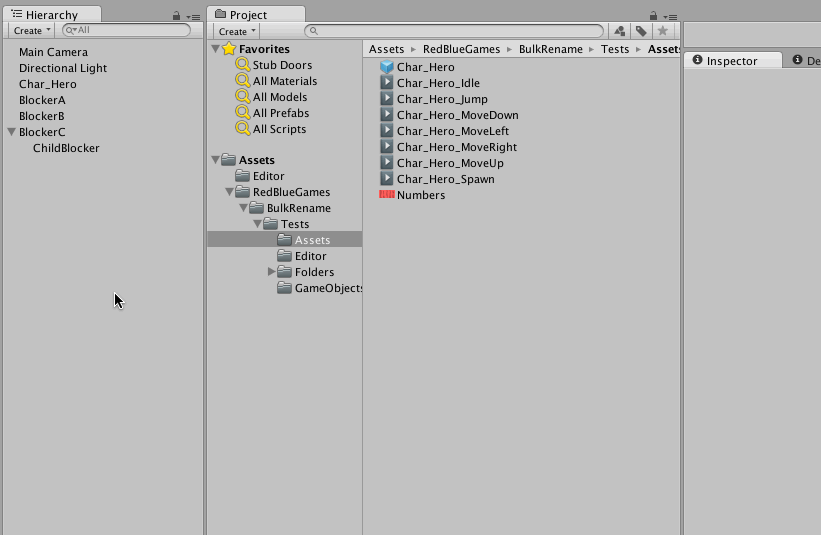 Hierarchy
Create
All
Main Camera
Directional Light
Char_Hero
BlockerA
BlockerB
BlockerC
ChildBlocker
Project
Create
Favorites
Stub Doors
All Materials
All Models
All Prefabs
All Scripts
Assets
Editor
RedBlueGames
BulkRename
Tests
Assets
Editor
Folders
GameObjects
Assets ▸ RedBlueGames ▸ BulkRename ▸ Tests ▸ Assets
Char_Hero
Char_Hero_Idle
Char_Hero_Jump
Char_Hero_MoveDown
Char_Hero_MoveLeft
Char_Hero_MoveRight
Char_Hero_MoveUp
Char_Hero_Spawn
Numbers
Inspector
De